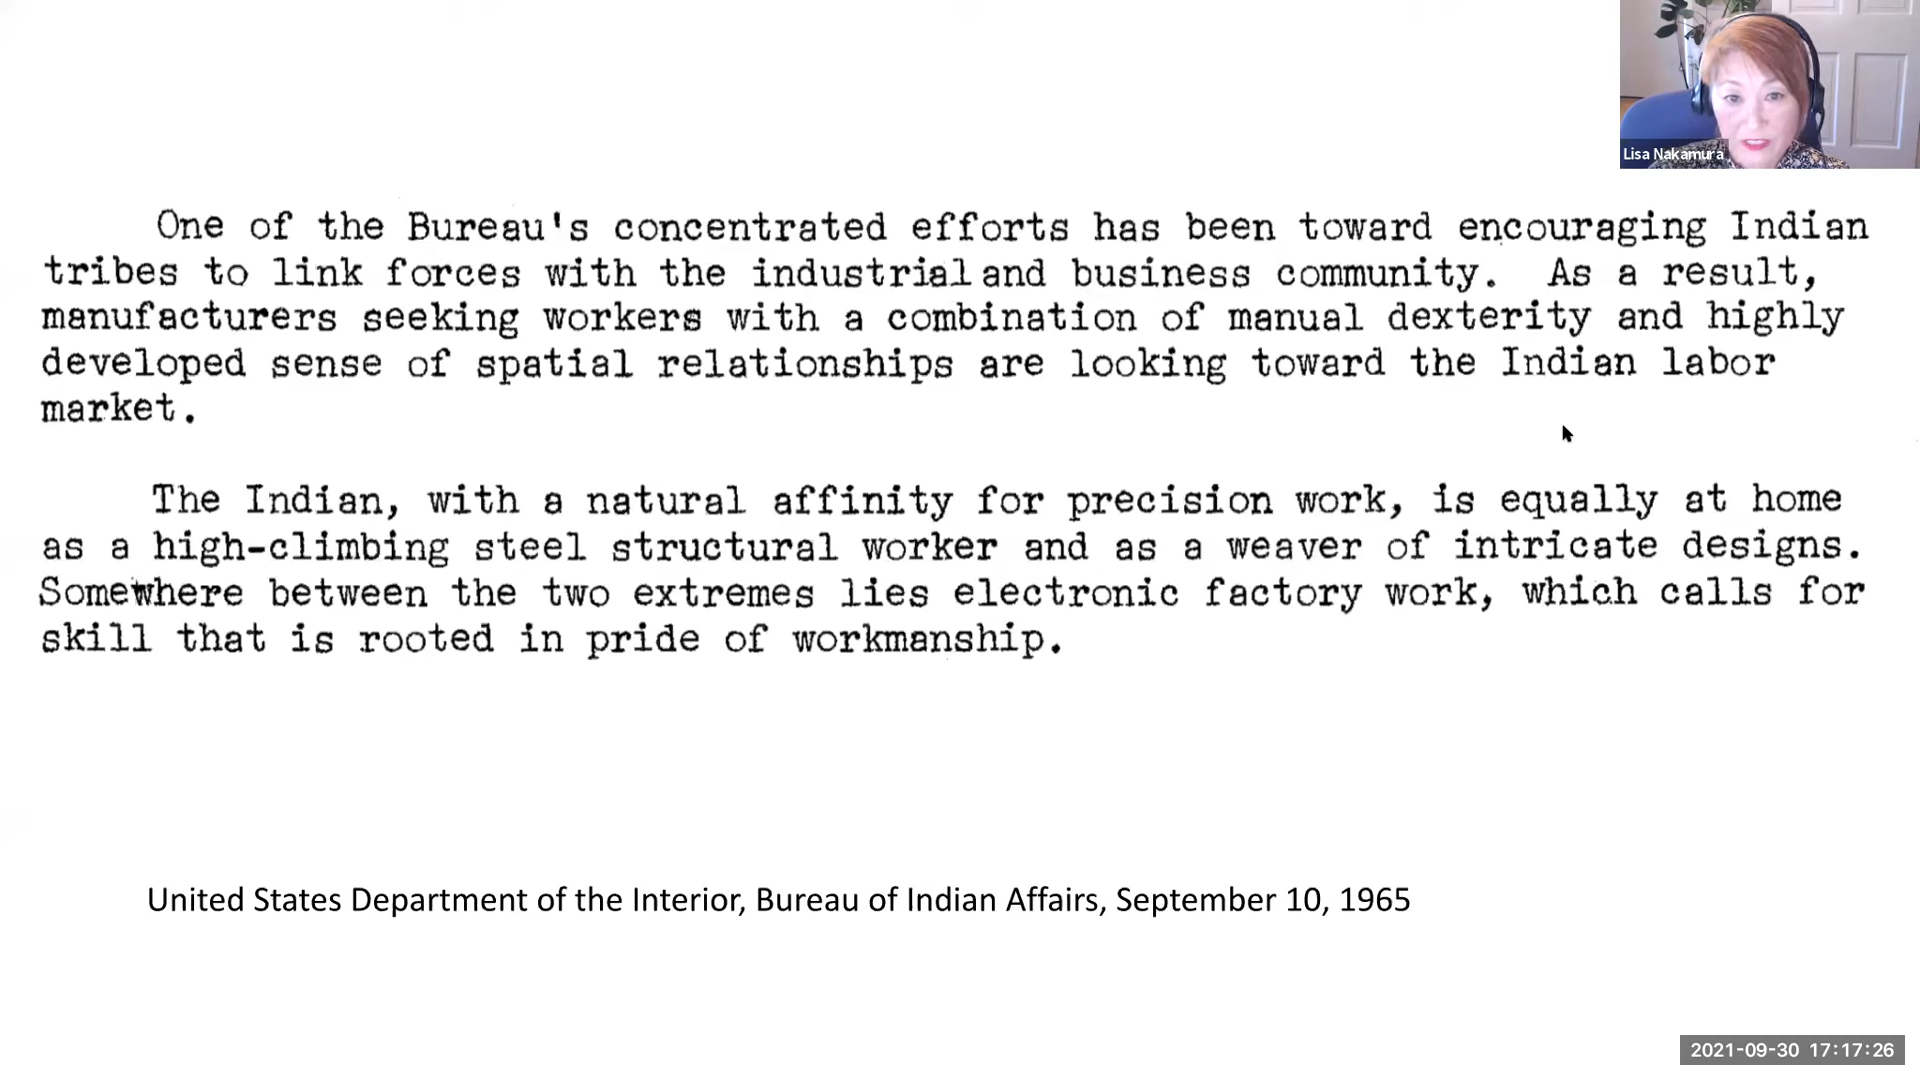 Lisa Nakamura
One of the Bureau's concentrated efforts has been toward encouraging Indian
tribes to link forces with the industrial and business community. As a result,
manufacturers seeking workers with a combination of manual dexterity and highly
developed sense of spatial relationships are looking toward the Indian labor
market.
The Indian, with a natural affinity for precision work, is equally at home
as a high-climbing steel structural worker and as a weaver of intricate designs.
Somewhere between the two extremes lies electronic factory work, which calls for
skill that is rooted in pride of workmanship.
United States Department of the Interior, Bureau of Indian Affairs, September 10, 1965
2021-09-30 17:17:26